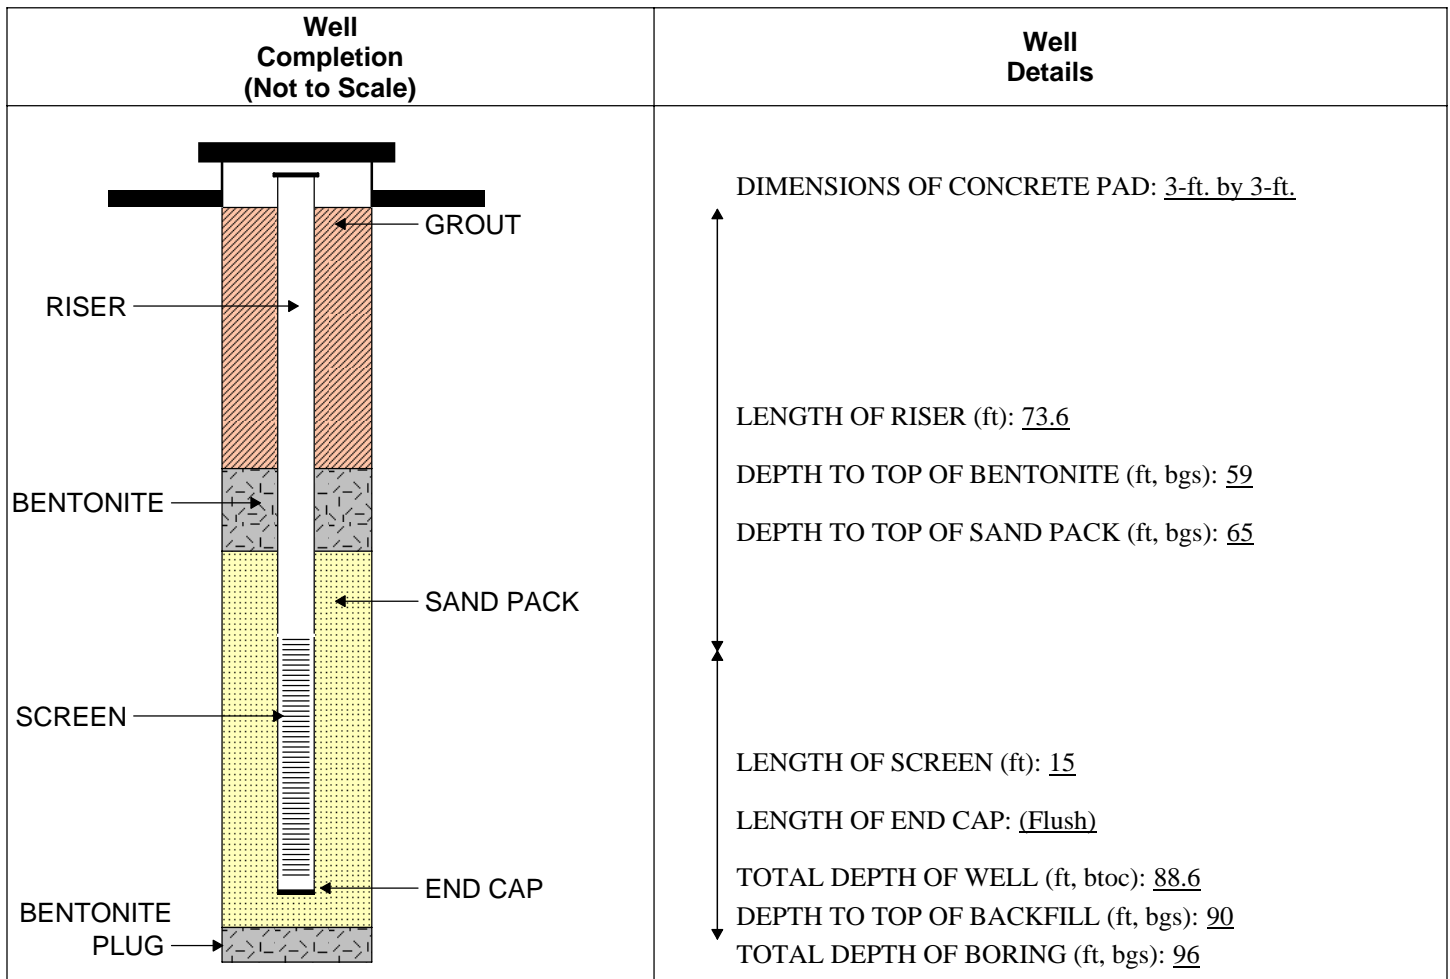 Well
Completion
(Not to Scale)
Well
Details
DIMENSIONS OF CONCRETE PAD: 3-ft. by 3-ft.
GROUT
RISER
LENGTH OF RISER (ft): 73.6
DEPTH TO TOP OF BENTONITE (ft, bgs): 59
BENTONITE
DEPTH TO TOP OF SAND PACK (ft, bgs): 65
SAND PACK
SCREEN
LENGTH OF SCREEN (ft): 15
LENGTH OF END CAP: (Flush)
TOTAL DEPTH OF WELL (ft, btoc): 88.6
END CAP
DEPTH TO TOP OF BACKFILL (ft, bgs): 90
BENTONITE
PLUG
TOTAL DEPTH OF BORING (ft, bgs): 96